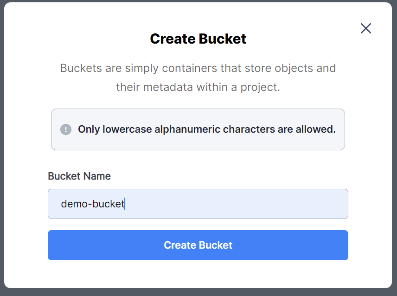 Create Bucket
Buckets are simply containers that store objects and
their metadata within a project.
Only lowercase alphanumeric characters are allowed.
Bucket Name
demo-bucket
Create Bucket